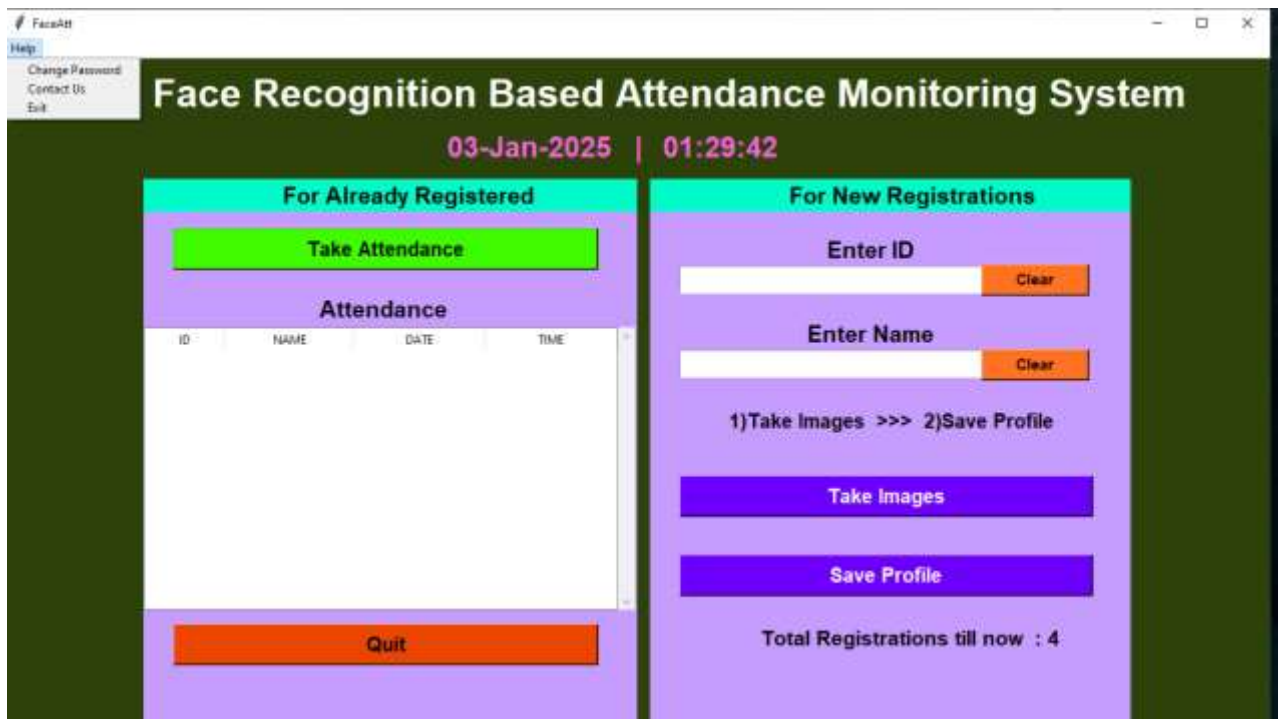 FaceAtt
Help
Change Password
Contact Us
Exit
Face Recognition Based Attendance Monitoring System
03-Jan-2025 | 01:29:42
For Already Registered
Take Attendance
Attendance
ID NAME DATE TIME
Quit
For New Registrations
Enter ID
Clear
Enter Name
Clear
1)Take Images >>> 2)Save Profile
Take Images
Save Profile
Total Registrations till now : 4